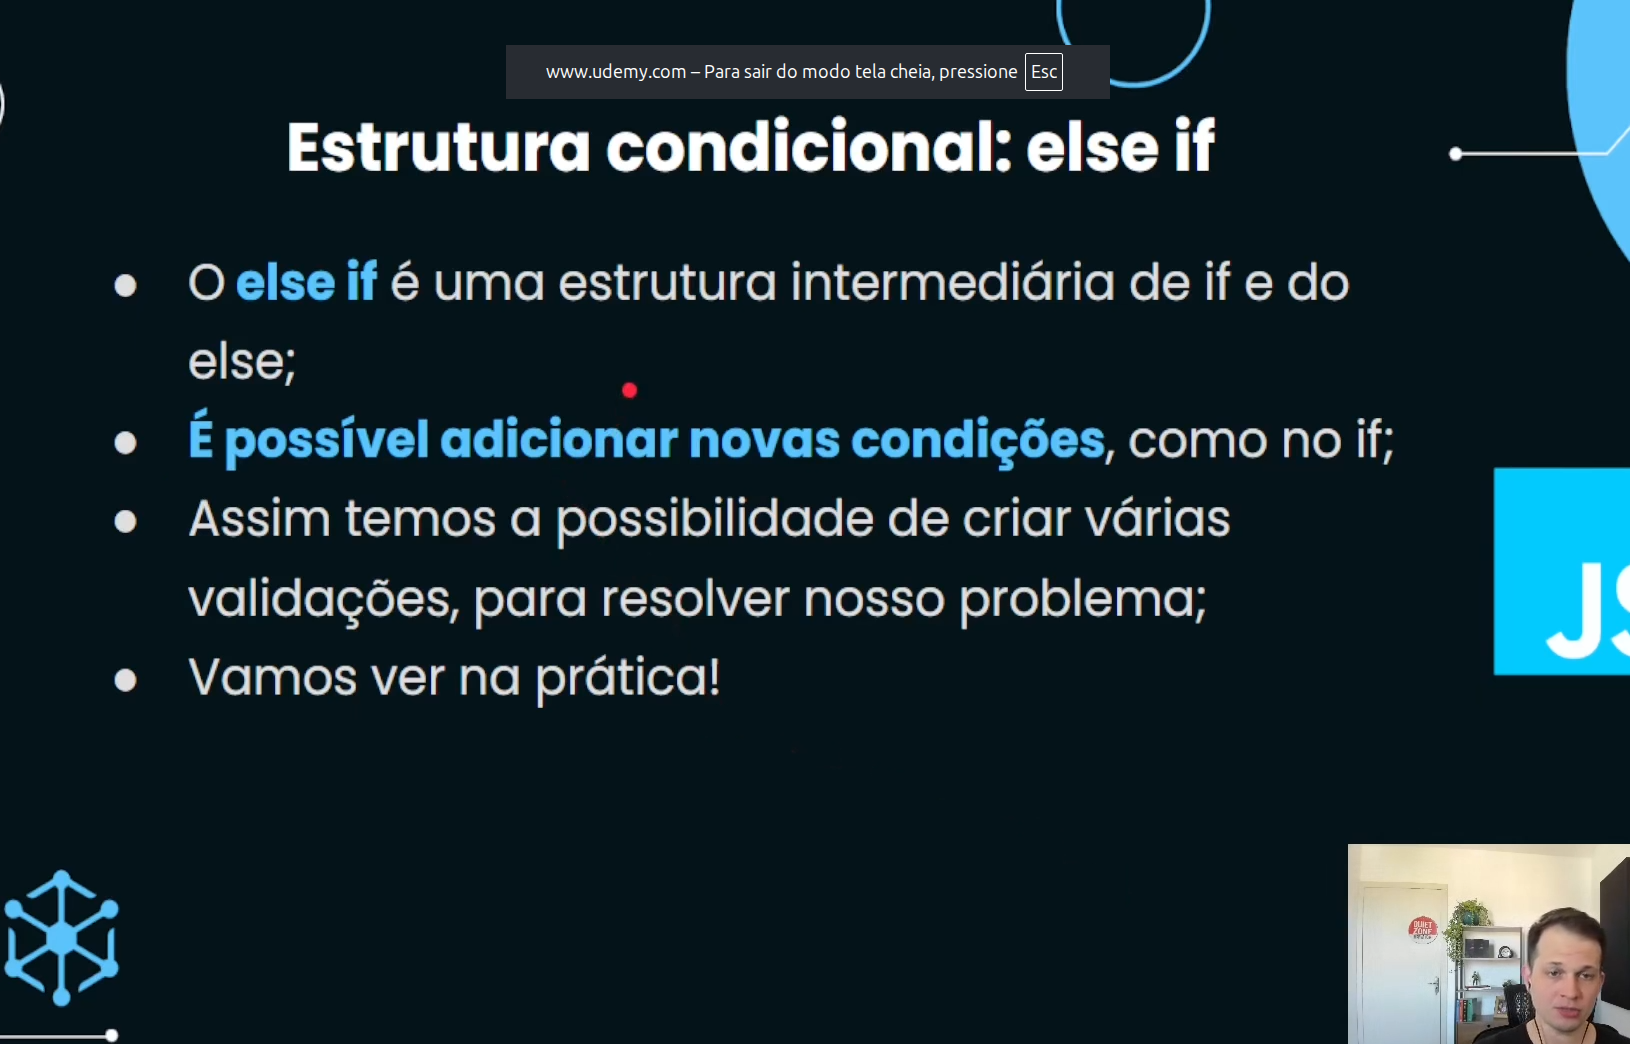 www.udemy.com – Para sair do modo tela cheia, pressione Esc
Estrutura condicional: else if
O else if é uma estrutura intermediária de if e do
else;
É possível adicionar novas condições, como no if;
Assim temos a possibilidade de criar várias
validações, para resolver nosso problema;
Vamos ver na prática!
JS
QUIET
ZONE